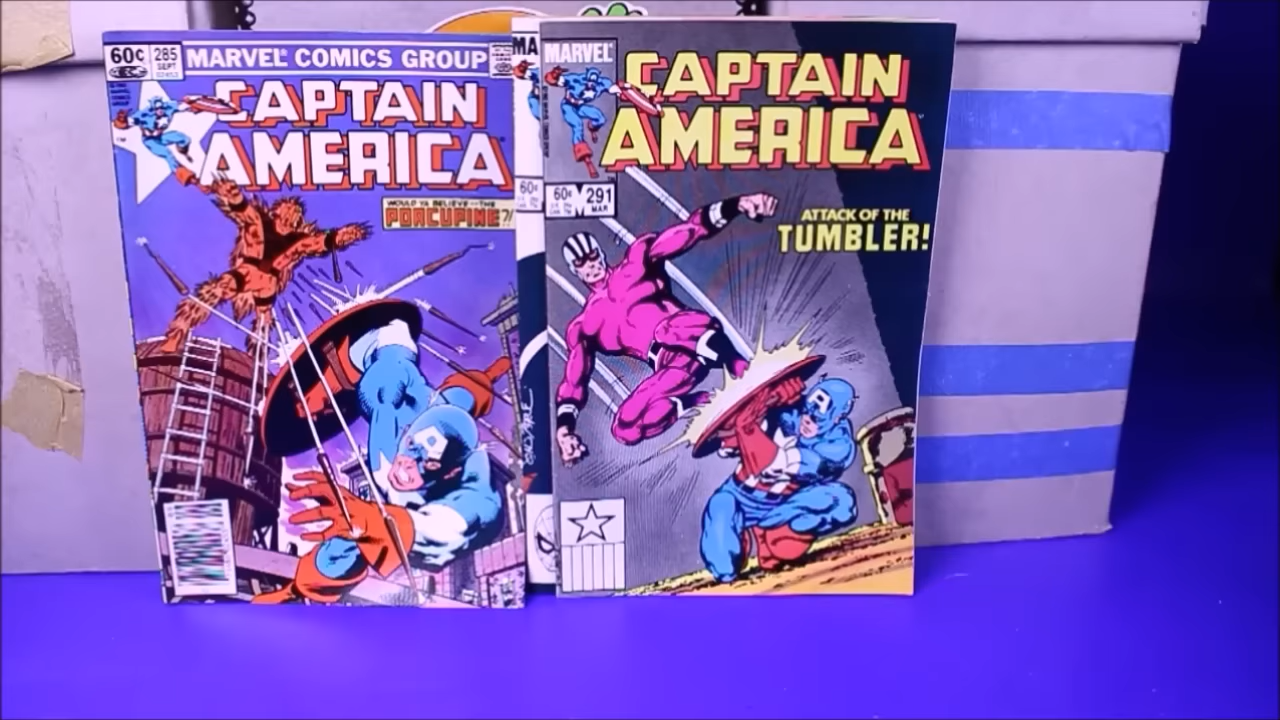 60¢
285
SEPT
MARVEL® COMICS GROUP
CAPTAIN
AMERICA
WOULD YA BELIEVE--THE
PORCUPINE?!
MA
60¢
MARVEL
CAPTAIN
AMERICA
60¢
291
MAR
ATTACK OF THE
TUMBLER!